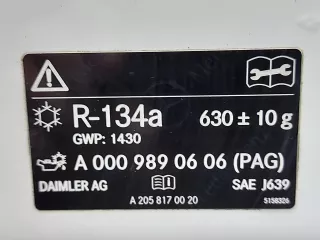 R-134a 630 ± 10 g
GWP: 1430
A 000 989 06 06 (PAG)
DAIMLER AG SAE J639
A 205 817 00 20 5158326